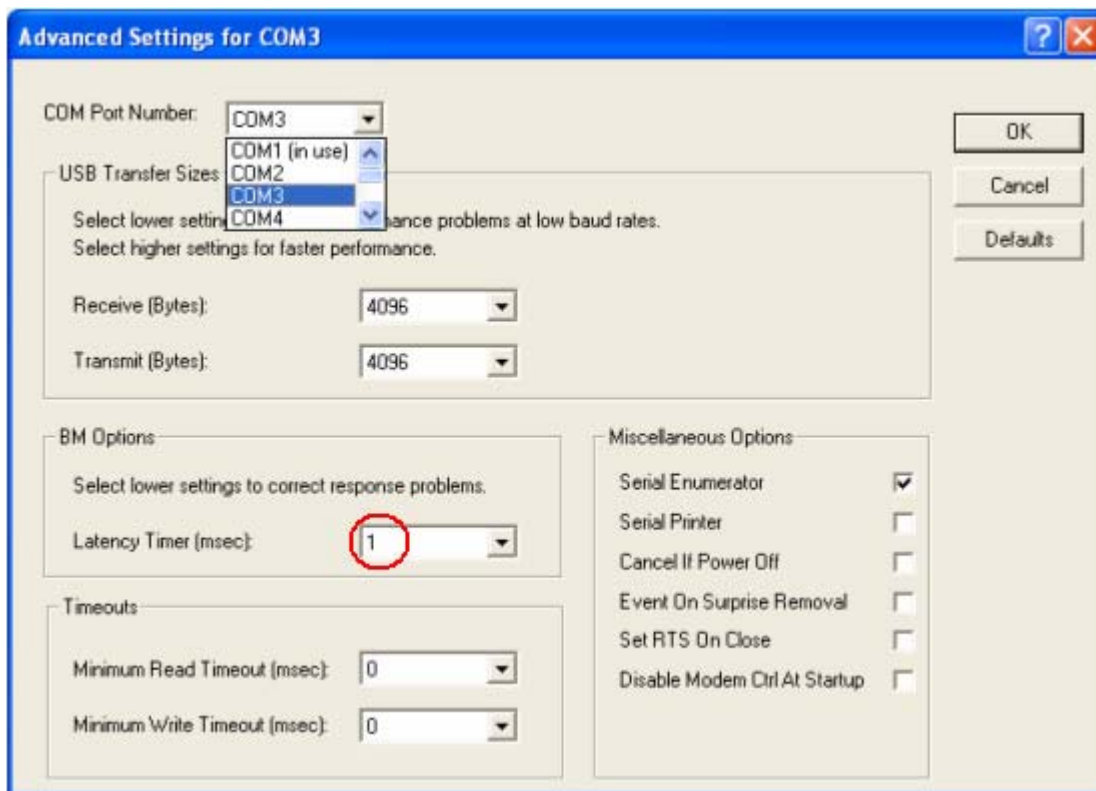 Advanced Settings for COM3
COM Port Number: COM3
COM1 (in use)
COM2
COM3
COM4
OK
Cancel
Defaults
USB Transfer Sizes
Select lower mance problems at low baud rates.
Select higher settings for faster performance.
Receive (Bytes): 4096
Transmit (Bytes): 4096
BM Options
Select lower settings to correct response problems.
Latency Timer (msec): 1
Timeouts
Minimum Read Timeout (msec): 0
Minimum Write Timeout (msec): 0
Miscellaneous Options
Serial Enumerator
Serial Printer
Cancel If Power Off
Event On Surprise Removal
Set RTS On Close
Disable Modem Ctrl At Startup